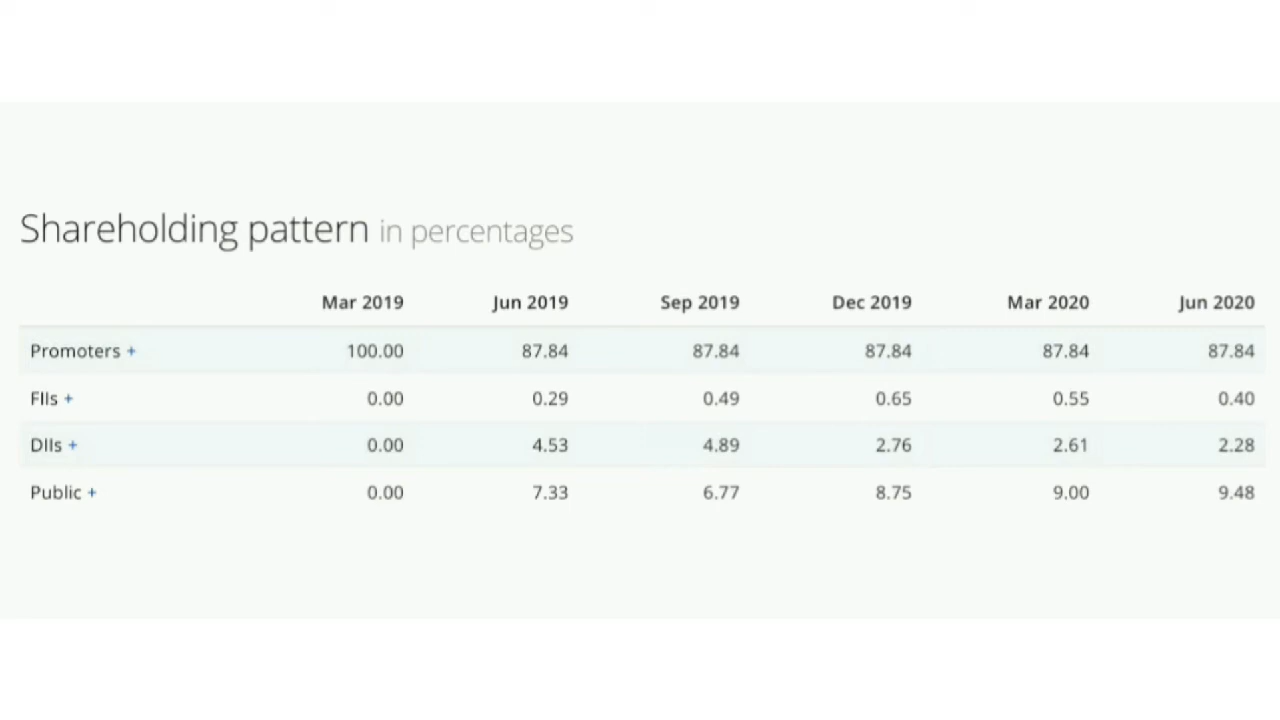 Shareholding pattern in percentages
Mar 2019 Jun 2019 Sep 2019 Dec 2019 Mar 2020 Jun 2020
Promoters + 100.00 87.84 87.84 87.84 87.84 87.84
FIIs + 0.00 0.29 0.49 0.65 0.55 0.40
DIIs + 0.00 4.53 4.89 2.76 2.61 2.28
Public + 0.00 7.33 6.77 8.75 9.00 9.48